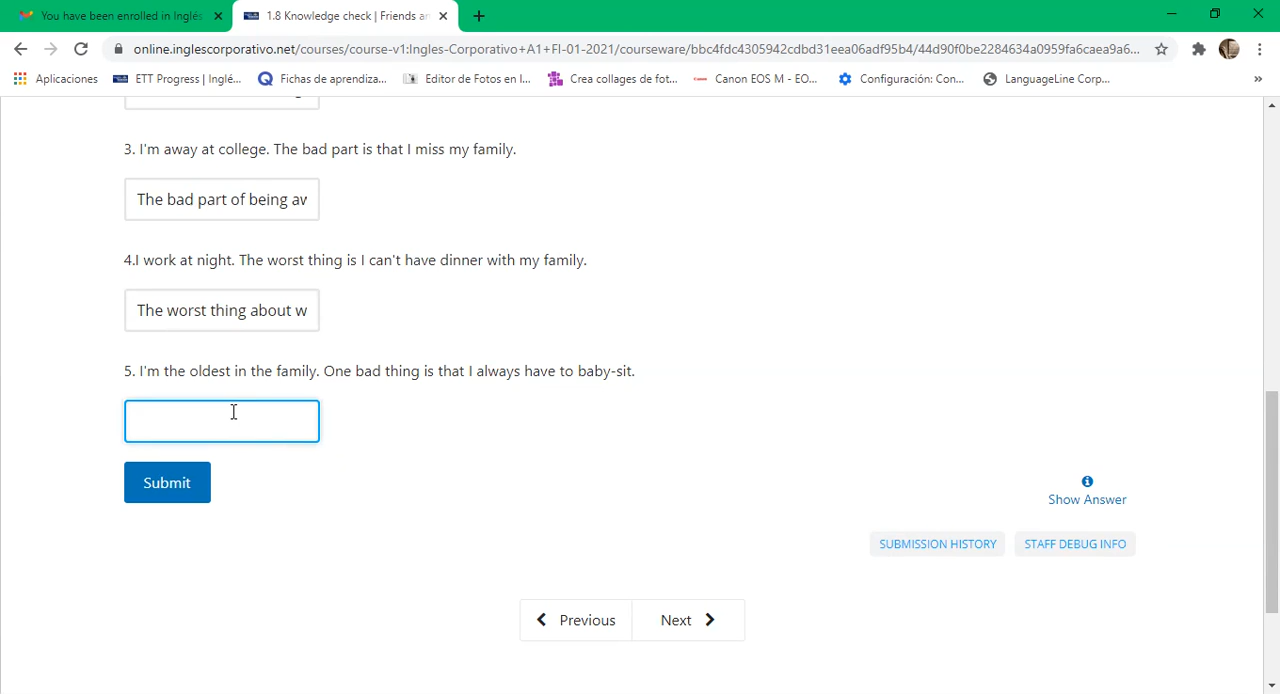 You have been enrolled in Inglés
1.8 Knowledge check | Friends an
online.inglescorporativo.net/courses/course-v1:Ingles-Corporativo+A1+FI-01-2021/courseware/bbc4fdc4305942cdbd31eea06adf95b4/44d90f0be2284634a0959fa6caea9a6...
Aplicaciones
ETT Progress | Inglé...
Fichas de aprendiza...
Editor de Fotos en l...
Crea collages de fot...
Canon EOS M - EO...
Configuración: Con...
LanguageLine Corp...
»
3. I'm away at college. The bad part is that I miss my family.
The bad part of being aw
4.I work at night. The worst thing is I can't have dinner with my family.
The worst thing about w
5. I'm the oldest in the family. One bad thing is that I always have to baby-sit.
Submit
Show Answer
SUBMISSION HISTORY
STAFF DEBUG INFO
Previous
Next